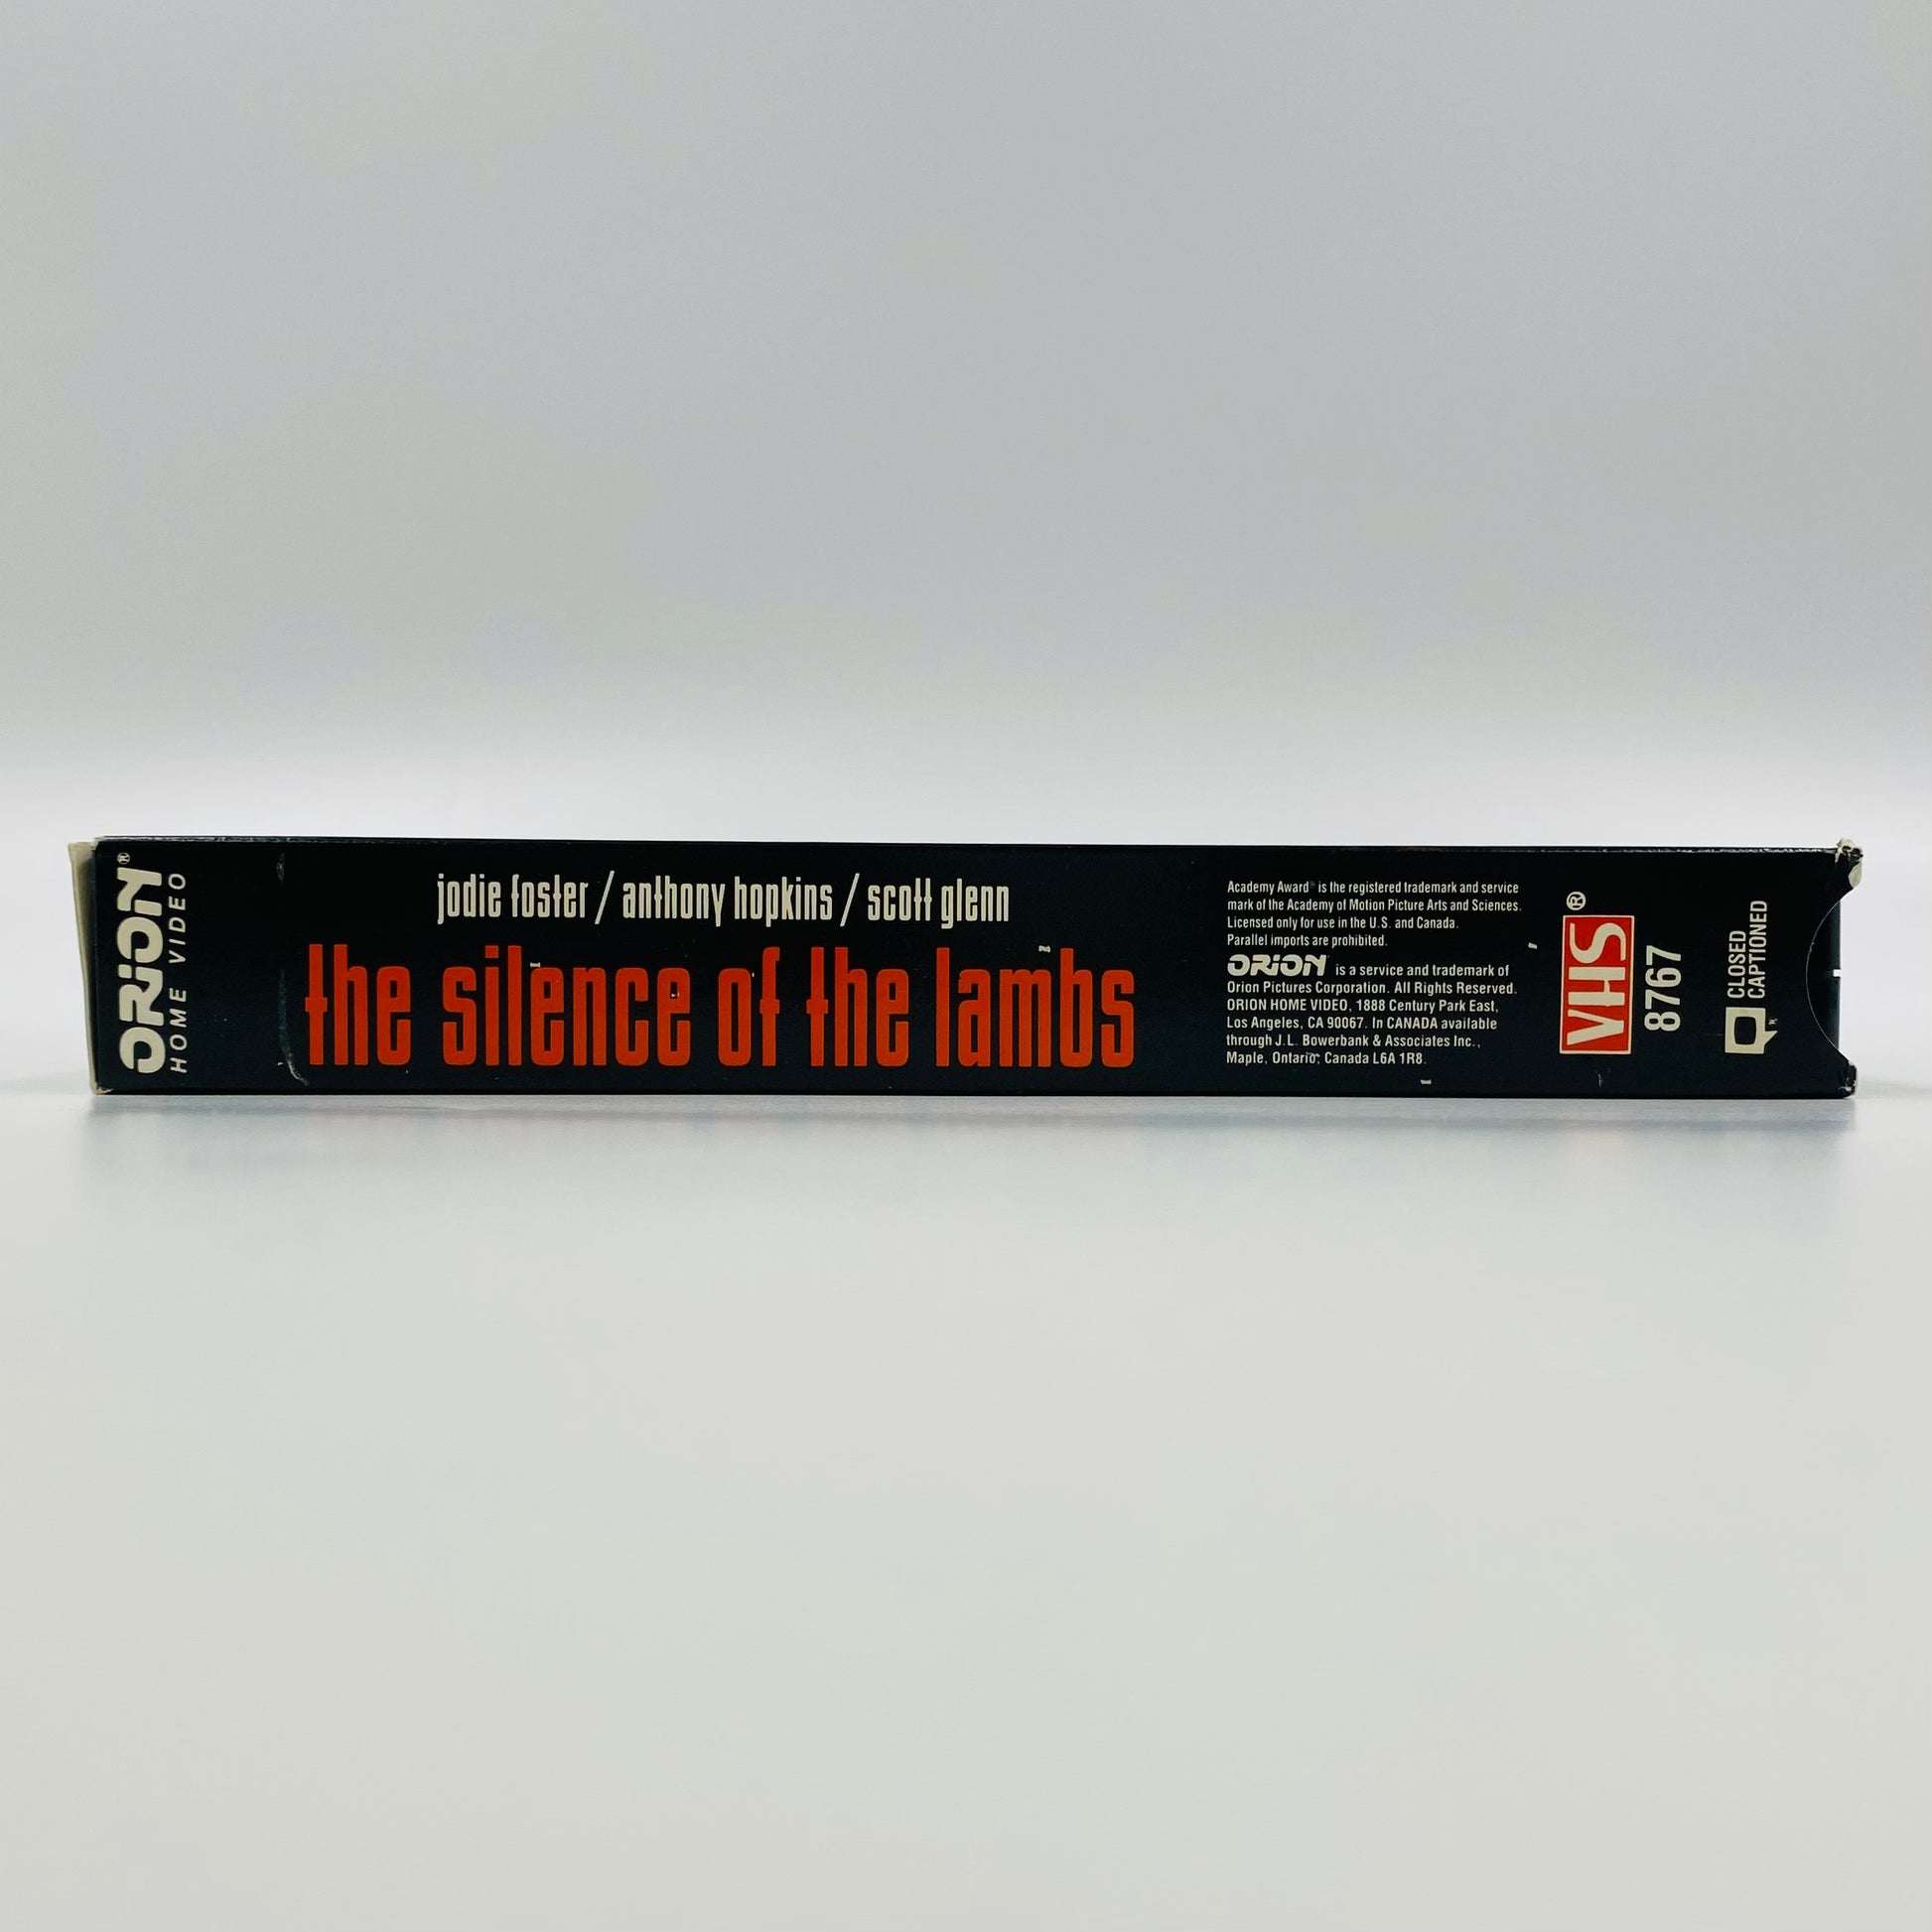 ORION®
HOME VIDEO
jodie foster / anthony hopkins / scott glenn
the silence of the lambs
Academy Award® is the registered trademark and service
mark of the Academy of Motion Picture Arts and Sciences.
Licensed only for use in the U.S. and Canada.
Parallel imports are prohibited.
ORION is a service and trademark of
Orion Pictures Corporation. All Rights Reserved.
ORION HOME VIDEO, 1888 Century Park East,
Los Angeles, CA 90067. In CANADA available
through J.L. Bowerbank & Associates Inc.,
Maple, Ontario, Canada L6A 1R8.
VHS®
8767
CLOSED
CAPTIONED